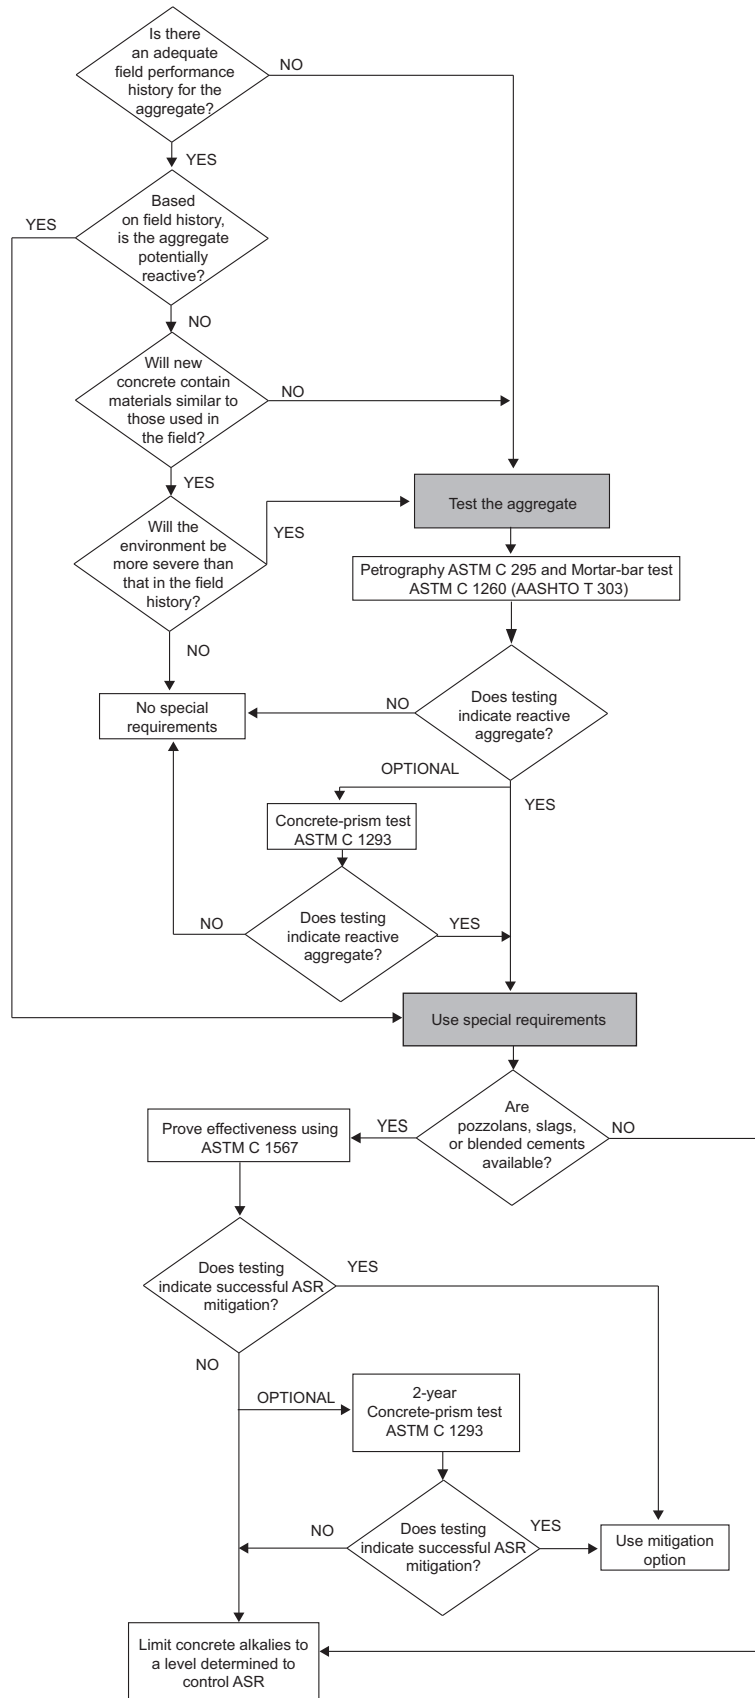 Is there
an adequate
field performance
history for the
aggregate?
NO
YES
Based
on field history,
is the aggregate
potentially
reactive?
YES
NO
Will new
concrete contain
materials similar to
those used in
the field?
NO
YES
Test the aggregate
Will the
environment be
more severe than
that in the field
history?
YES
Petrography ASTM C 295 and Mortar-bar test
ASTM C 1260 (AASHTO T 303)
NO
No special
requirements
NO
Does testing
indicate reactive
aggregate?
OPTIONAL
YES
Concrete-prism test
ASTM C 1293
NO
Does testing
indicate reactive
aggregate?
YES
Use special requirements
Are
pozzolans, slags,
or blended cements
available?
YES
NO
Prove effectiveness using
ASTM C 1567
Does testing
indicate successful ASR
mitigation?
YES
NO
OPTIONAL
2-year
Concrete-prism test
ASTM C 1293
NO
Does testing
indicate successful ASR
mitigation?
YES
Use mitigation
option
Limit concrete alkalies to
a level determined to
control ASR